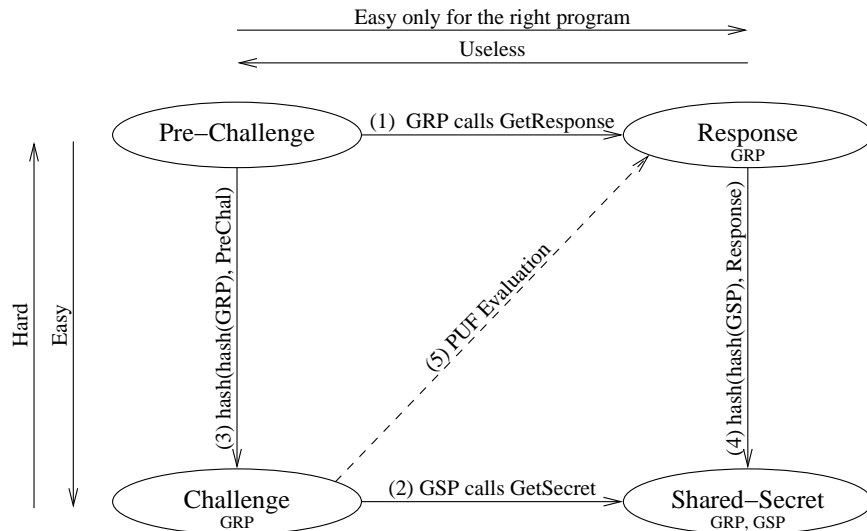 Easy only for the right program
Useless
Pre−Challenge
(1) GRP calls GetResponse
Response
GRP
Hard
Easy
(3) hash(hash(GRP), PreChal)
(5) PUF Evaluation
(4) hash(hash(GSP), Response)
Challenge
GRP
(2) GSP calls GetSecret
Shared−Secret
GRP, GSP